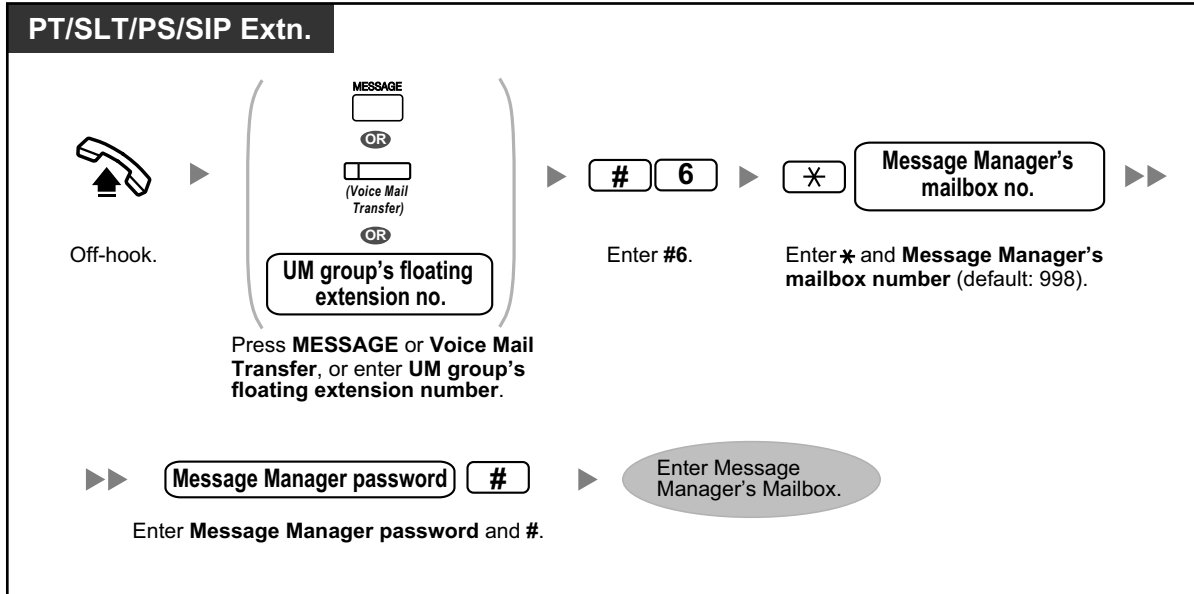 PT/SLT/PS/SIP Extn.
MESSAGE
OR
(Voice Mail
Transfer)
OR
UM group's floating
extension no.
# 6
* Message Manager's
mailbox no.
Off-hook.
Press MESSAGE or Voice Mail
Transfer, or enter UM group's
floating extension number.
Enter #6.
Enter * and Message Manager's
mailbox number (default: 998).
Message Manager password #
Enter Message Manager password and #.
Enter Message
Manager's Mailbox.